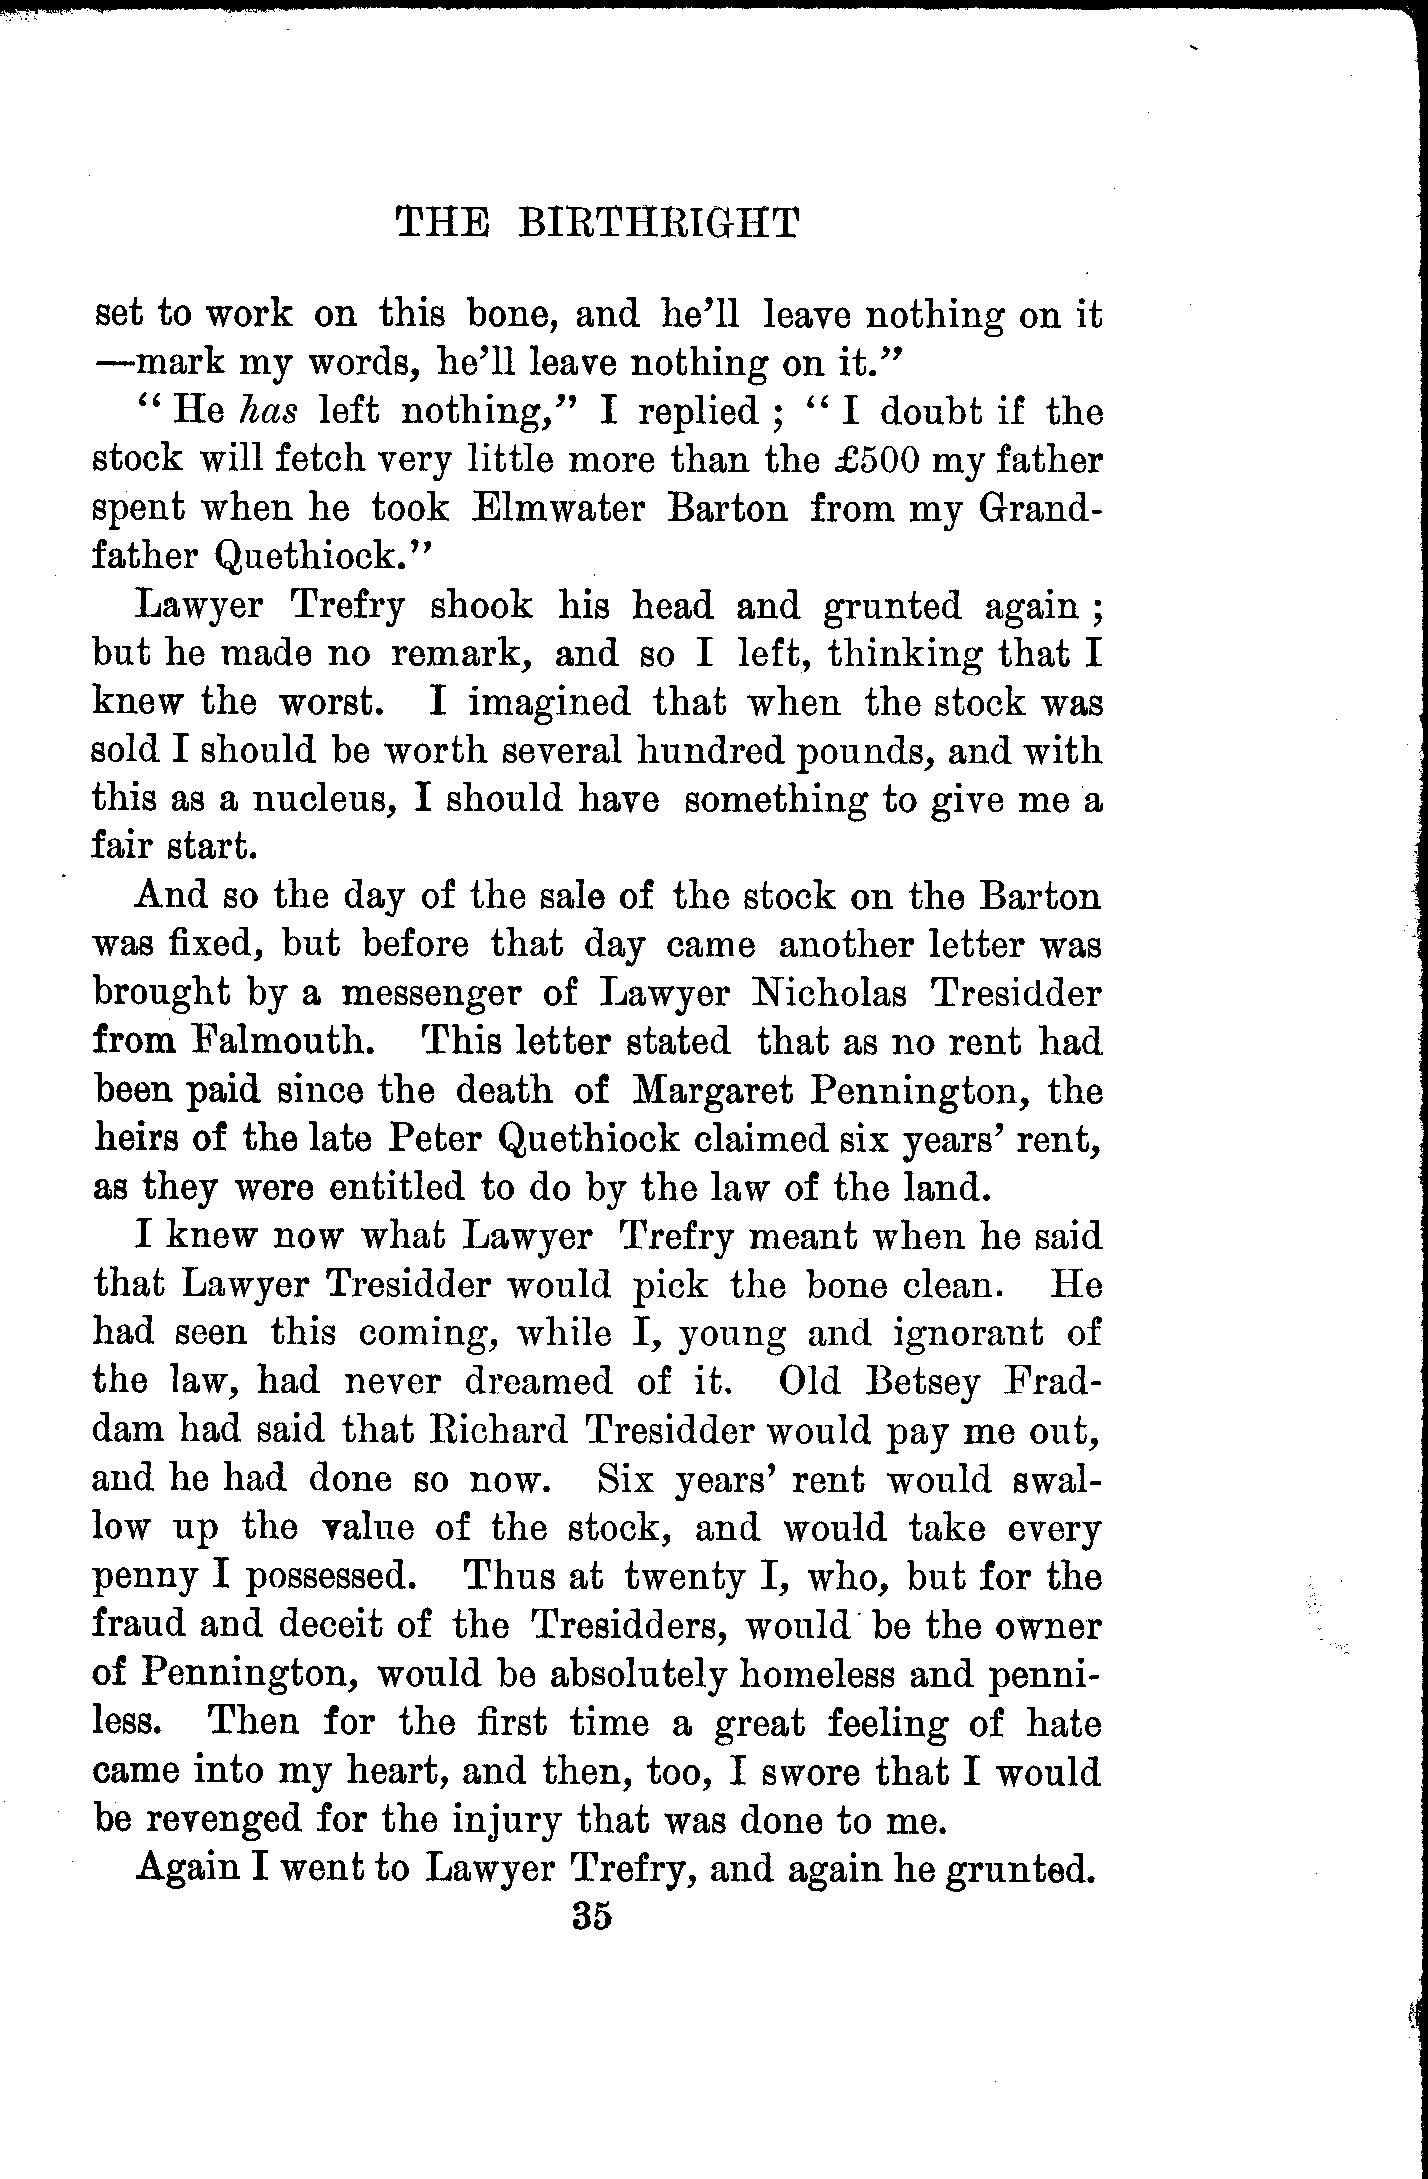 THE BIRTHRIGHT
set to work on this bone, and he'll leave nothing on it
—mark my words, he'll leave nothing on it."
"He has left nothing," I replied; "I doubt if the
stock will fetch very little more than the £500 my father
spent when he took Elmwater Barton from my Grand-
father Quethiock."
Lawyer Trefry shook his head and grunted again;
but he made no remark, and so I left, thinking that I
knew the worst. I imagined that when the stock was
sold I should be worth several hundred pounds, and with
this as a nucleus, I should have something to give me a
fair start.
And so the day of the sale of the stock on the Barton
was fixed, but before that day came another letter was
brought by a messenger of Lawyer Nicholas Tresidder
from Falmouth. This letter stated that as no rent had
been paid since the death of Margaret Pennington, the
heirs of the late Peter Quethiock claimed six years' rent,
as they were entitled to do by the law of the land.
I knew now what Lawyer Trefry meant when he said
that Lawyer Tresidder would pick the bone clean. He
had seen this coming, while I, young and ignorant of
the law, had never dreamed of it. Old Betsey Frad-
dam had said that Richard Tresidder would pay me out,
and he had done so now. Six years' rent would swal-
low up the value of the stock, and would take every
penny I possessed. Thus at twenty I, who, but for the
fraud and deceit of the Tresidders, would be the owner
of Pennington, would be absolutely homeless and penni-
less. Then for the first time a great feeling of hate
came into my heart, and then, too, I swore that I would
be revenged for the injury that was done to me.
Again I went to Lawyer Trefry, and again he grunted.
35